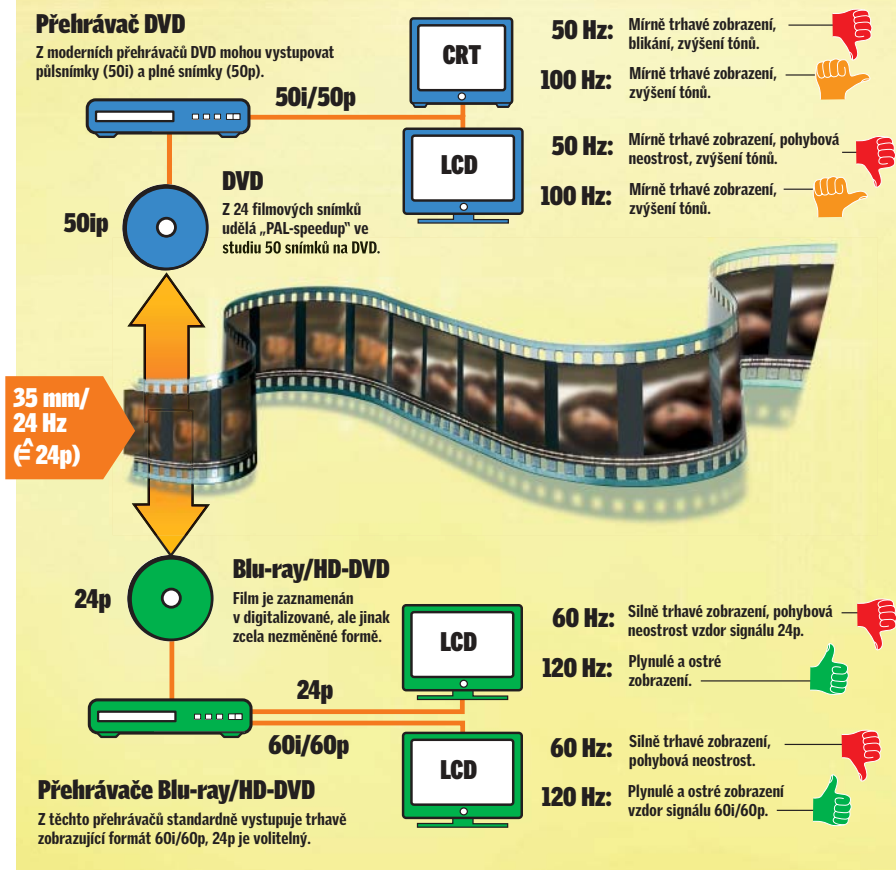 Přehrávač DVD
Z moderních přehrávačů DVD mohou vystupovat
půlsnímky (50i) a plné snímky (50p).
50i/50p
CRT
50 Hz: Mírně trhavé zobrazení,
blikání, zvýšení tónů.
100 Hz: Mírně trhavé zobrazení,
zvýšení tónů.
LCD
50 Hz: Mírně trhavé zobrazení, pohybová
neostrost, zvýšení tónů.
100 Hz: Mírně trhavé zobrazení,
zvýšení tónů.
50ip
DVD
Z 24 filmových snímků
udělá „PAL-speedup" ve
studiu 50 snímků na DVD.
35 mm/
24 Hz
(≙ 24p)
24p
Blu-ray/HD-DVD
Film je zaznamenán
v digitalizované, ale jinak
zcela nezměněné formě.
24p
60i/60p
LCD
60 Hz: Silně trhavé zobrazení, pohybová
neostrost vzdor signálu 24p.
120 Hz: Plynulé a ostré
zobrazení.
LCD
60 Hz: Silně trhavé zobrazení,
pohybová neostrost.
120 Hz: Plynulé a ostré zobrazení
vzdor signálu 60i/60p.
Přehrávače Blu-ray/HD-DVD
Z těchto přehrávačů standardně vystupuje trhavě
zobrazující formát 60i/60p, 24p je volitelný.